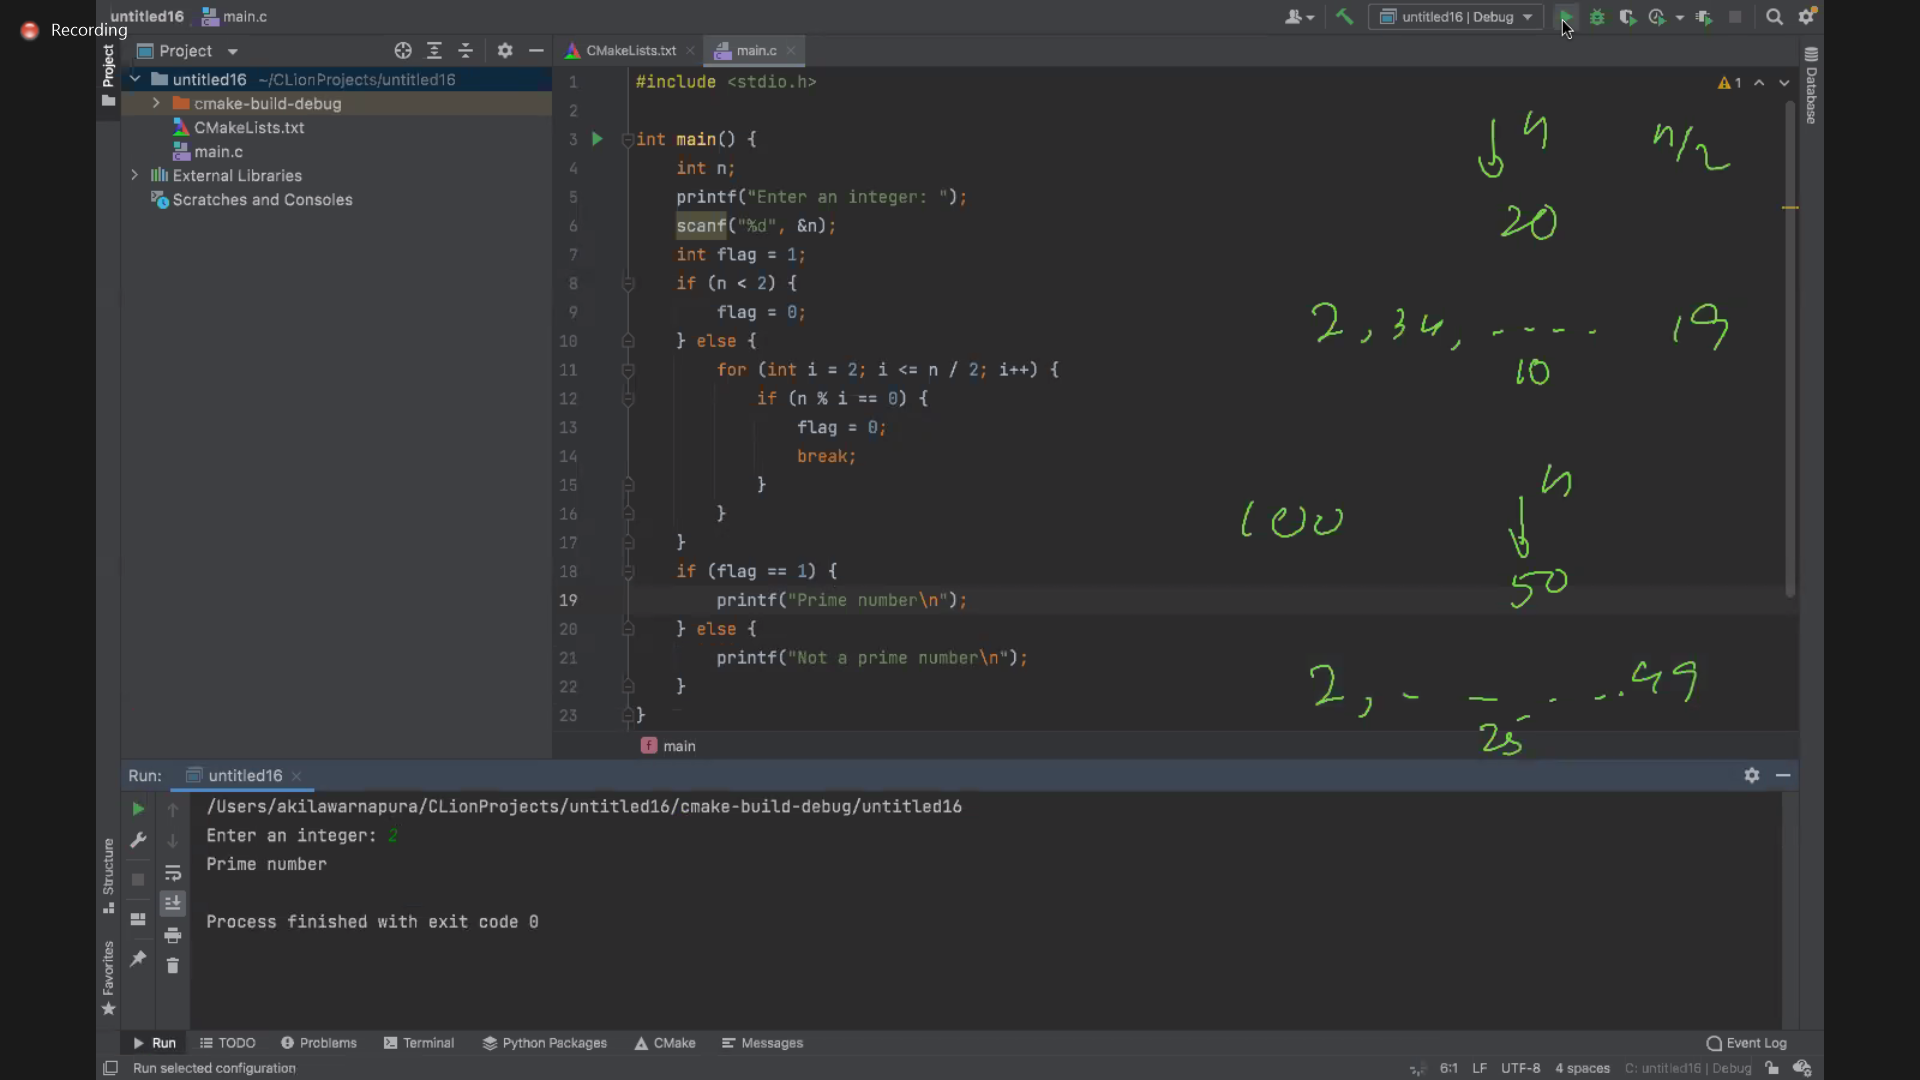 Recording
untitled16 main.c
untitled16 | Debug
Project
Project
CMakeLists.txt
main.c
untitled16 ~/CLionProjects/untitled16
cmake-build-debug
CMakeLists.txt
main.c
External Libraries
Scratches and Consoles
Database
1
1 #include <stdio.h>
2
3 int main() {
4 int n;
5 printf("Enter an integer: ");
6 scanf("%d", &n);
7 int flag = 1;
8 if (n < 2) {
9 flag = 0;
10 } else {
11 for (int i = 2; i <= n / 2; i++) {
12 if (n % i == 0) {
13 flag = 0;
14 break;
15 }
16 }
17 }
18 if (flag == 1) {
19 printf("Prime number\n");
20 } else {
21 printf("Not a prime number\n");
22 }
23 }
n n/2
20
2, 34, - - - - 19
10
n
100
50
2, - - - - - . . 49
25
main
Run: untitled16
/Users/akilawarnapura/CLionProjects/untitled16/cmake-build-debug/untitled16
Enter an integer: 2
Prime number
Process finished with exit code 0
Structure
Favorites
Run TODO Problems Terminal Python Packages CMake Messages Event Log
Run selected configuration 6:1 LF UTF-8 4 spaces C: untitled16 | Debug